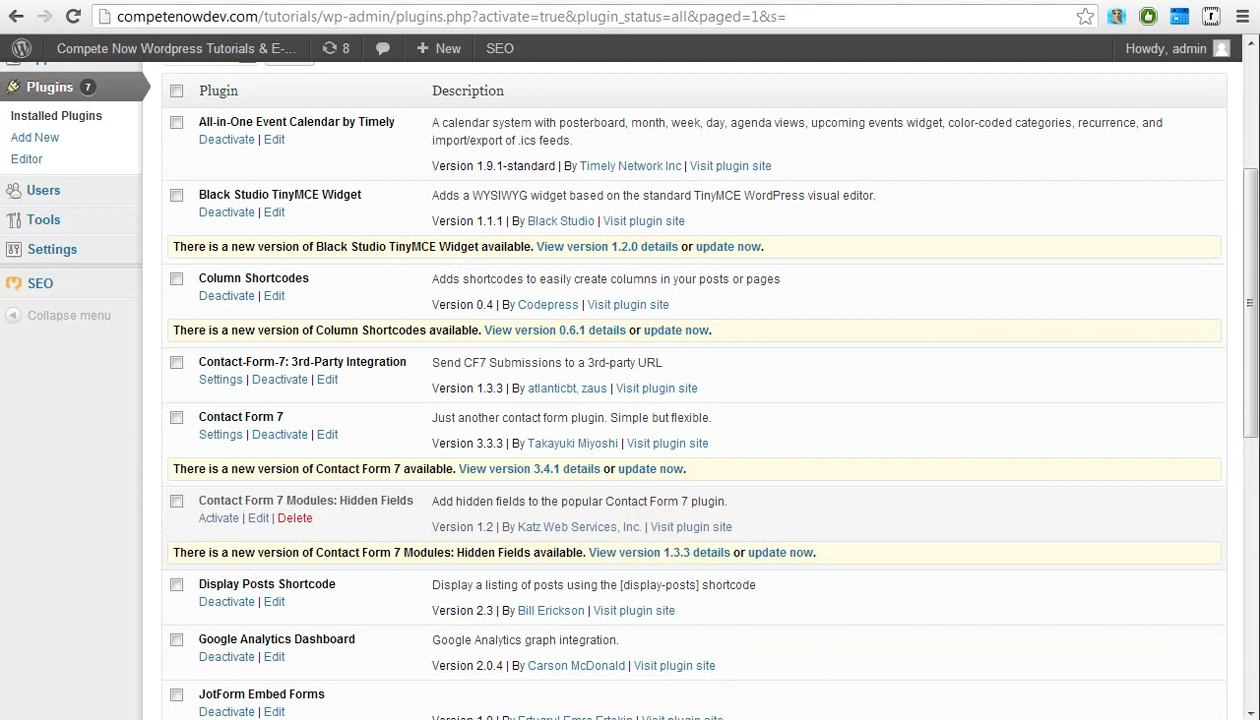 competenowdev.com/tutorials/wp-admin/plugins.php?activate=true&plugin_status=all&paged=1&s=
Compete Now Wordpress Tutorials & E-... 8 New SEO Howdy, admin
Plugins 7
Installed Plugins
Add New
Editor
Users
Tools
Settings
SEO
Collapse menu
Plugin Description
All-in-One Event Calendar by Timely
Deactivate | Edit
A calendar system with posterboard, month, week, day, agenda views, upcoming events widget, color-coded categories, recurrence, and
import/export of .ics feeds.
Version 1.9.1-standard | By Timely Network Inc | Visit plugin site
Black Studio TinyMCE Widget
Deactivate | Edit
Adds a WYSIWYG widget based on the standard TinyMCE WordPress visual editor.
Version 1.1.1 | By Black Studio | Visit plugin site
There is a new version of Black Studio TinyMCE Widget available. View version 1.2.0 details or update now.
Column Shortcodes
Deactivate | Edit
Adds shortcodes to easily create columns in your posts or pages
Version 0.4 | By Codepress | Visit plugin site
There is a new version of Column Shortcodes available. View version 0.6.1 details or update now.
Contact-Form-7: 3rd-Party Integration
Settings | Deactivate | Edit
Send CF7 Submissions to a 3rd-party URL
Version 1.3.3 | By atlanticbt, zaus | Visit plugin site
Contact Form 7
Settings | Deactivate | Edit
Just another contact form plugin. Simple but flexible.
Version 3.3.3 | By Takayuki Miyoshi | Visit plugin site
There is a new version of Contact Form 7 available. View version 3.4.1 details or update now.
Contact Form 7 Modules: Hidden Fields
Activate | Edit | Delete
Add hidden fields to the popular Contact Form 7 plugin.
Version 1.2 | By Katz Web Services, Inc. | Visit plugin site
There is a new version of Contact Form 7 Modules: Hidden Fields available. View version 1.3.3 details or update now.
Display Posts Shortcode
Deactivate | Edit
Display a listing of posts using the [display-posts] shortcode
Version 2.3 | By Bill Erickson | Visit plugin site
Google Analytics Dashboard
Deactivate | Edit
Google Analytics graph integration.
Version 2.0.4 | By Carson McDonald | Visit plugin site
JotForm Embed Forms
Deactivate | Edit